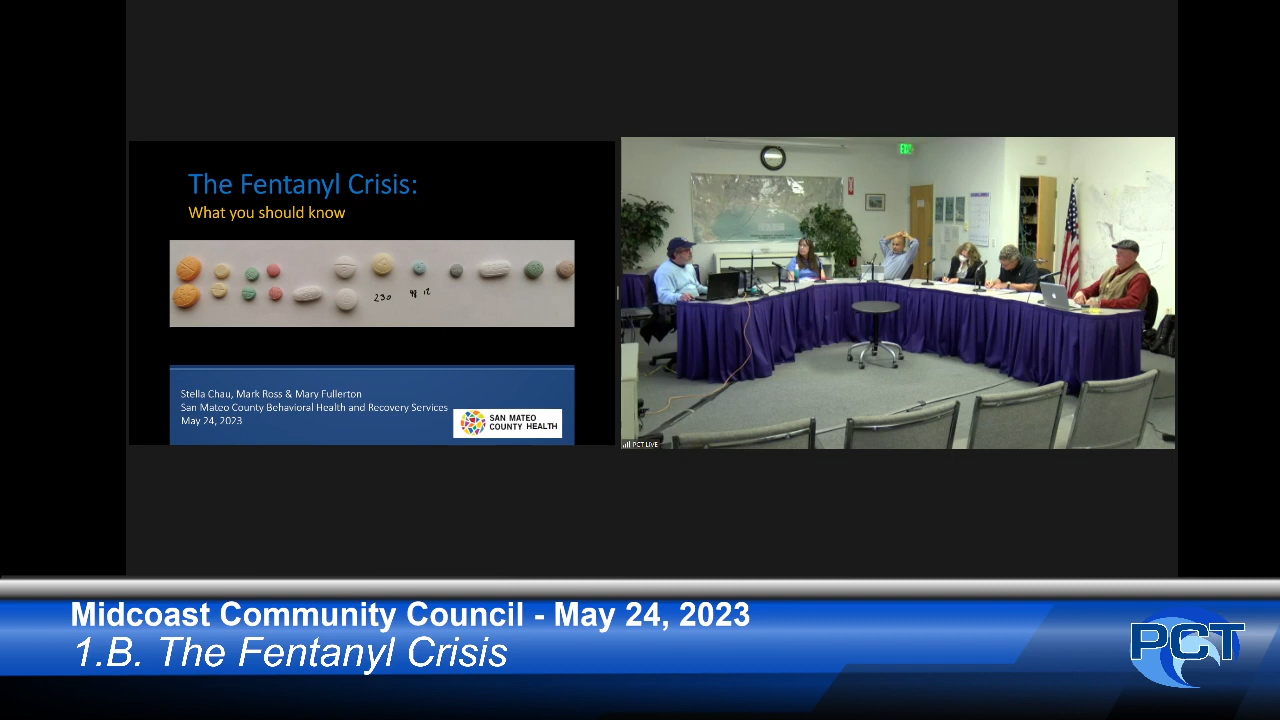 The Fentanyl Crisis:
What you should know
230
48
12
Stella Chau, Mark Ross & Mary Fullerton
San Mateo County Behavioral Health and Recovery Services
May 24, 2023
SAN MATEO
COUNTY HEALTH
EXIT
PCT LIVE
Midcoast Community Council - May 24, 2023
1.B. The Fentanyl Crisis
PCT